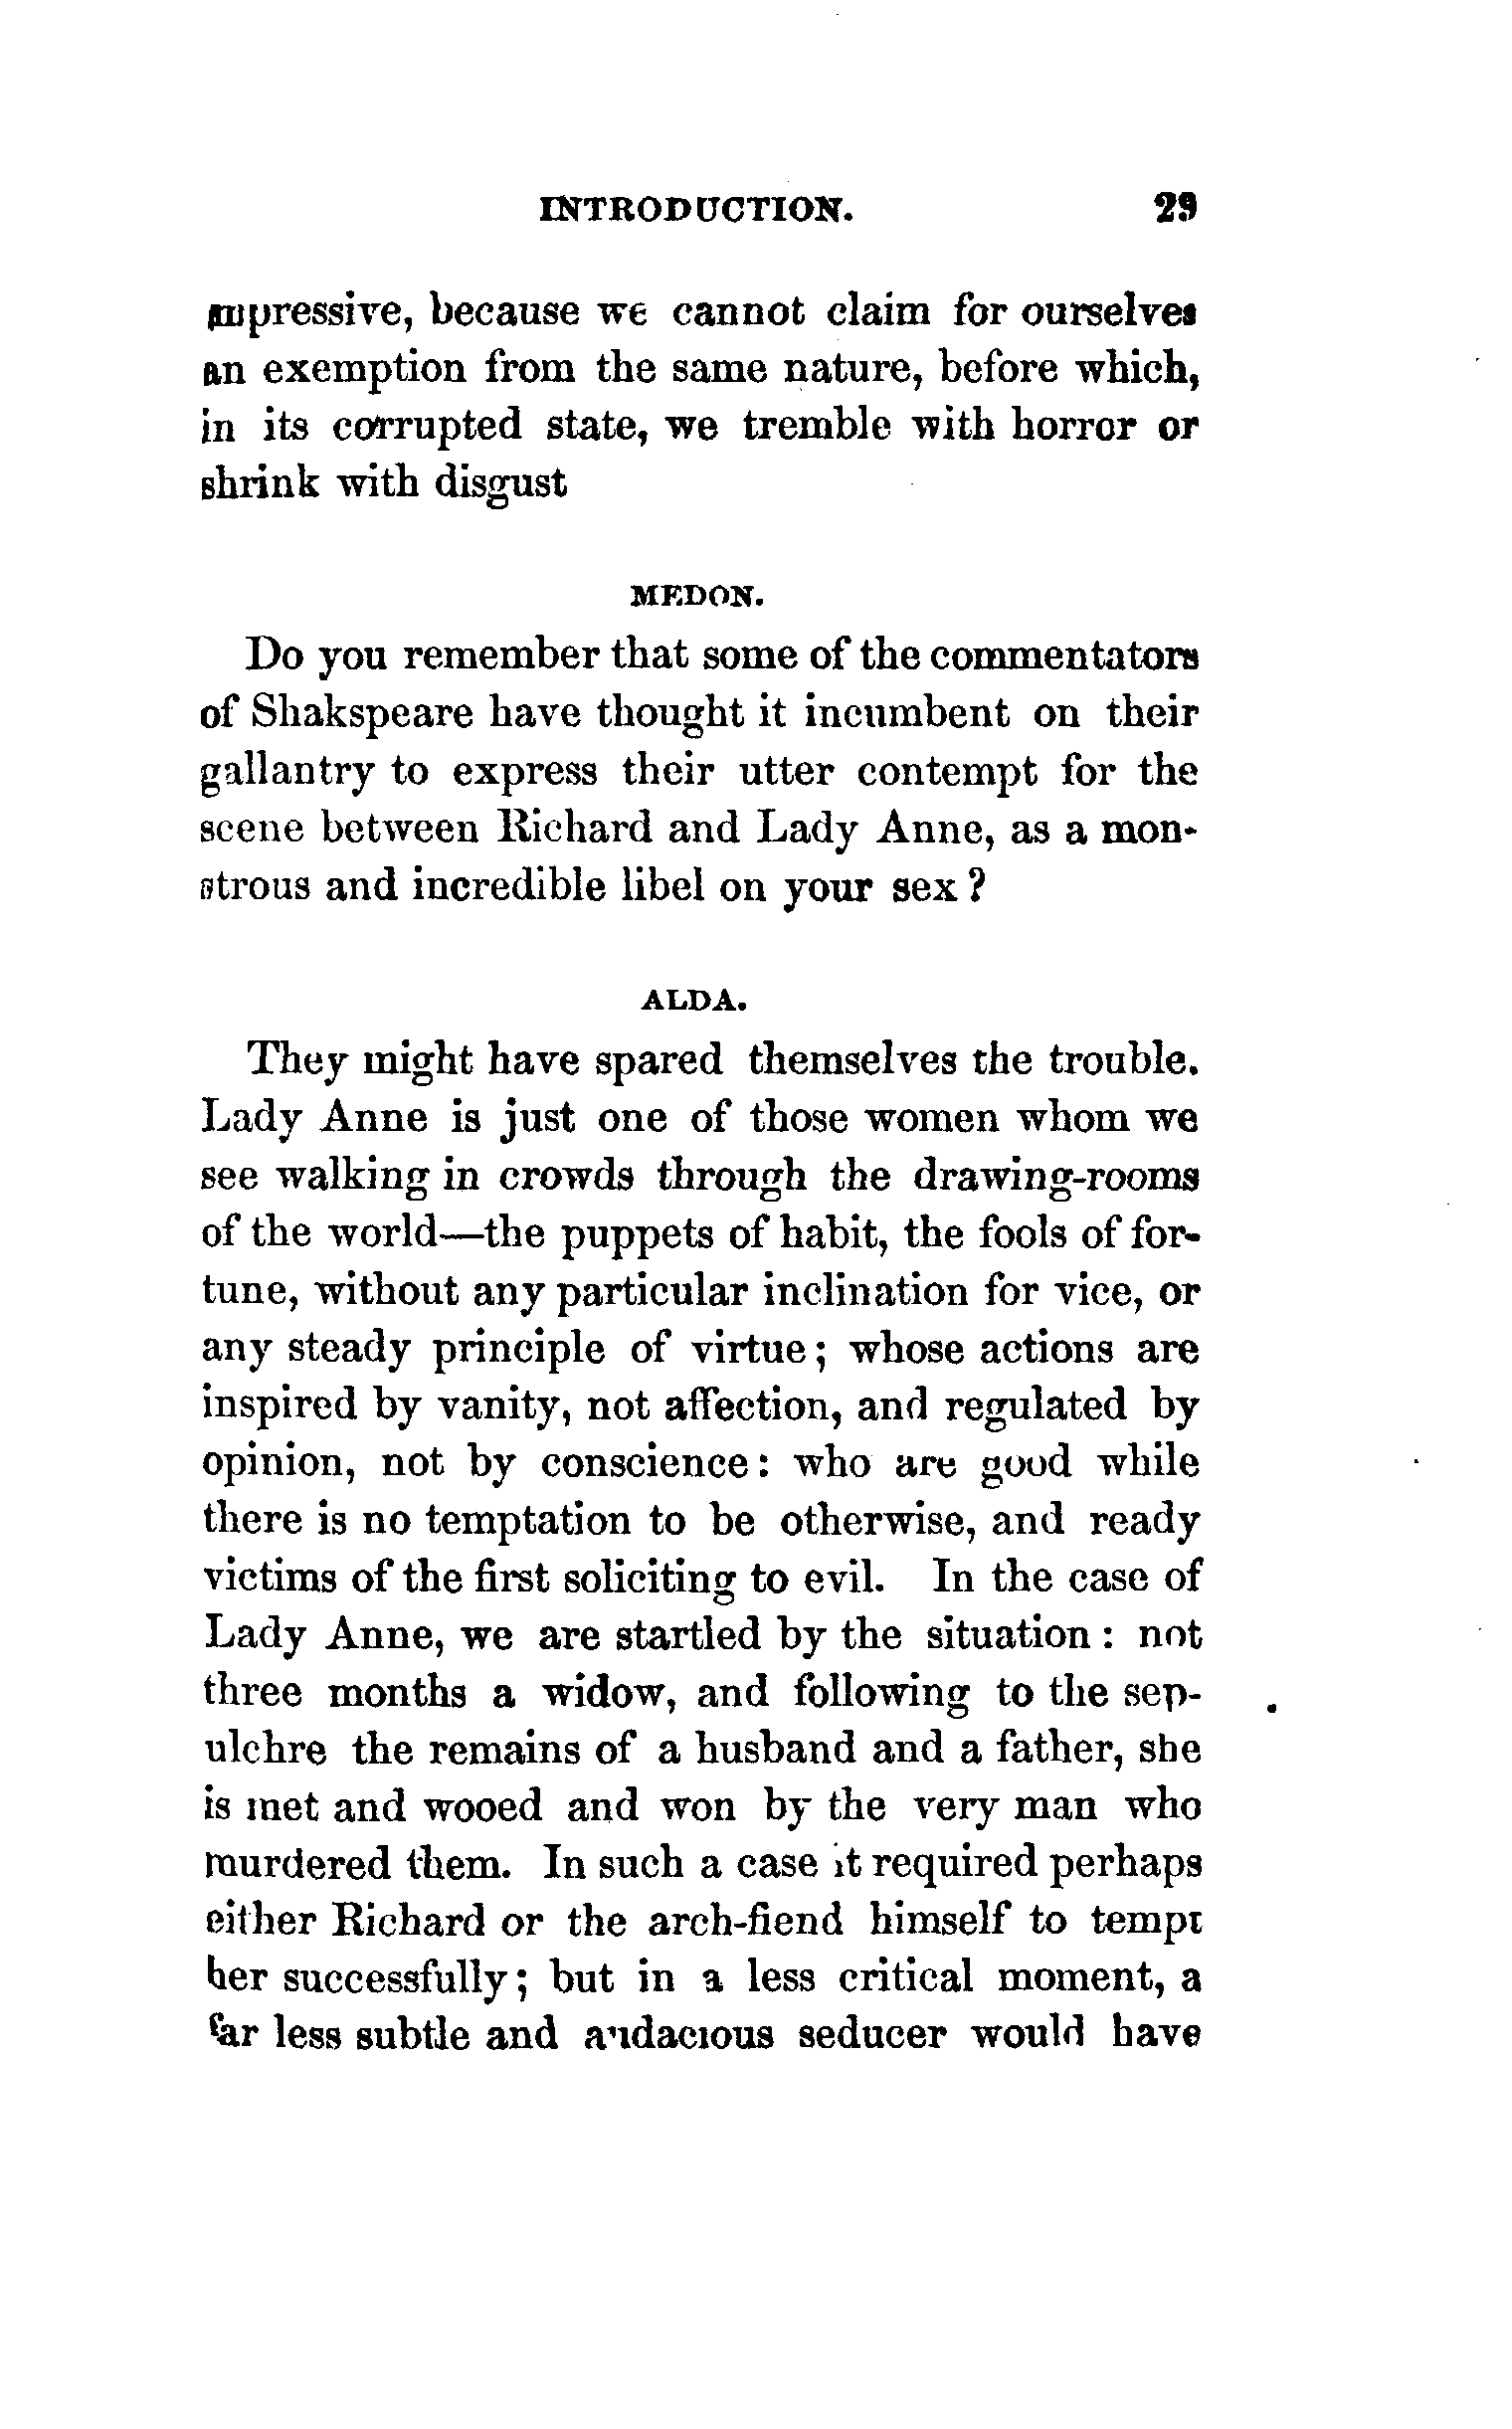 INTRODUCTION. 29
impressive, because we cannot claim for ourselves
an exemption from the same nature, before which,
in its corrupted state, we tremble with horror or
shrink with disgust
MEDON.
Do you remember that some of the commentators
of Shakspeare have thought it incumbent on their
gallantry to express their utter contempt for the
scene between Richard and Lady Anne, as a mon-
strous and incredible libel on your sex ?
ALDA.
They might have spared themselves the trouble.
Lady Anne is just one of those women whom we
see walking in crowds through the drawing-rooms
of the world—the puppets of habit, the fools of for-
tune, without any particular inclination for vice, or
any steady principle of virtue ; whose actions are
inspired by vanity, not affection, and regulated by
opinion, not by conscience : who are good while
there is no temptation to be otherwise, and ready
victims of the first soliciting to evil. In the case of
Lady Anne, we are startled by the situation : not
three months a widow, and following to the sep-
ulchre the remains of a husband and a father, she
is met and wooed and won by the very man who
murdered them. In such a case it required perhaps
either Richard or the arch-fiend himself to tempt
her successfully ; but in a less critical moment, a
far less subtle and audacious seducer would have